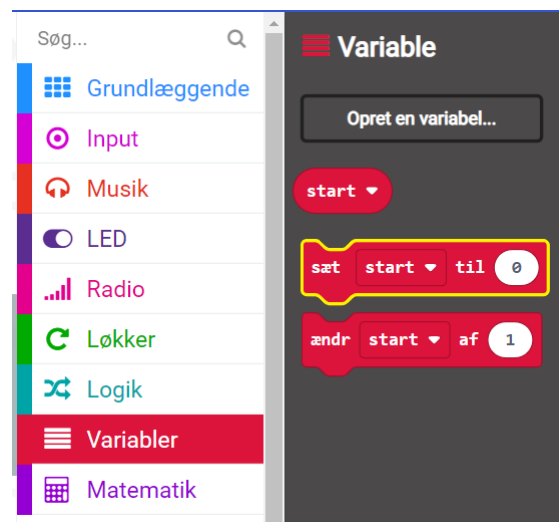 Søg...
Grundlæggende
Input
Musik
LED
Radio
Løkker
Logik
Variabler
Matematik
Variable
Opret en variabel...
start
sæt start til 0
ændr start af 1